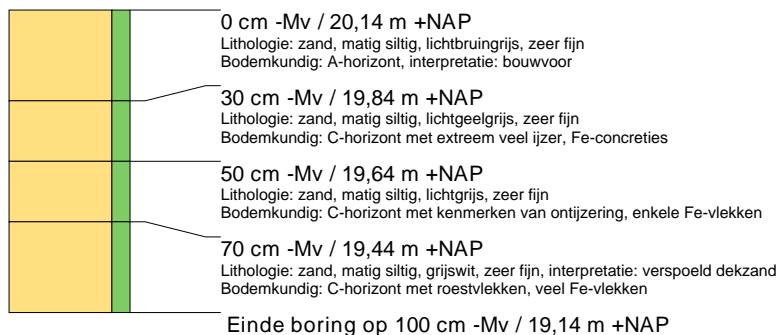 0 cm -Mv / 20,14 m +NAP
Lithologie: zand, matig siltig, lichtbruingrijs, zeer fijn
Bodemkundig: A-horizont, interpretatie: bouwvoor
30 cm -Mv / 19,84 m +NAP
Lithologie: zand, matig siltig, lichtgeelgrijs, zeer fijn
Bodemkundig: C-horizont met extreem veel ijzer, Fe-concreties
50 cm -Mv / 19,64 m +NAP
Lithologie: zand, matig siltig, lichtgrijs, zeer fijn
Bodemkundig: C-horizont met kenmerken van ontijzering, enkele Fe-vlekken
70 cm -Mv / 19,44 m +NAP
Lithologie: zand, matig siltig, grijswit, zeer fijn, interpretatie: verspoeld dekzand
Bodemkundig: C-horizont met roestvlekken, veel Fe-vlekken
Einde boring op 100 cm -Mv / 19,14 m +NAP